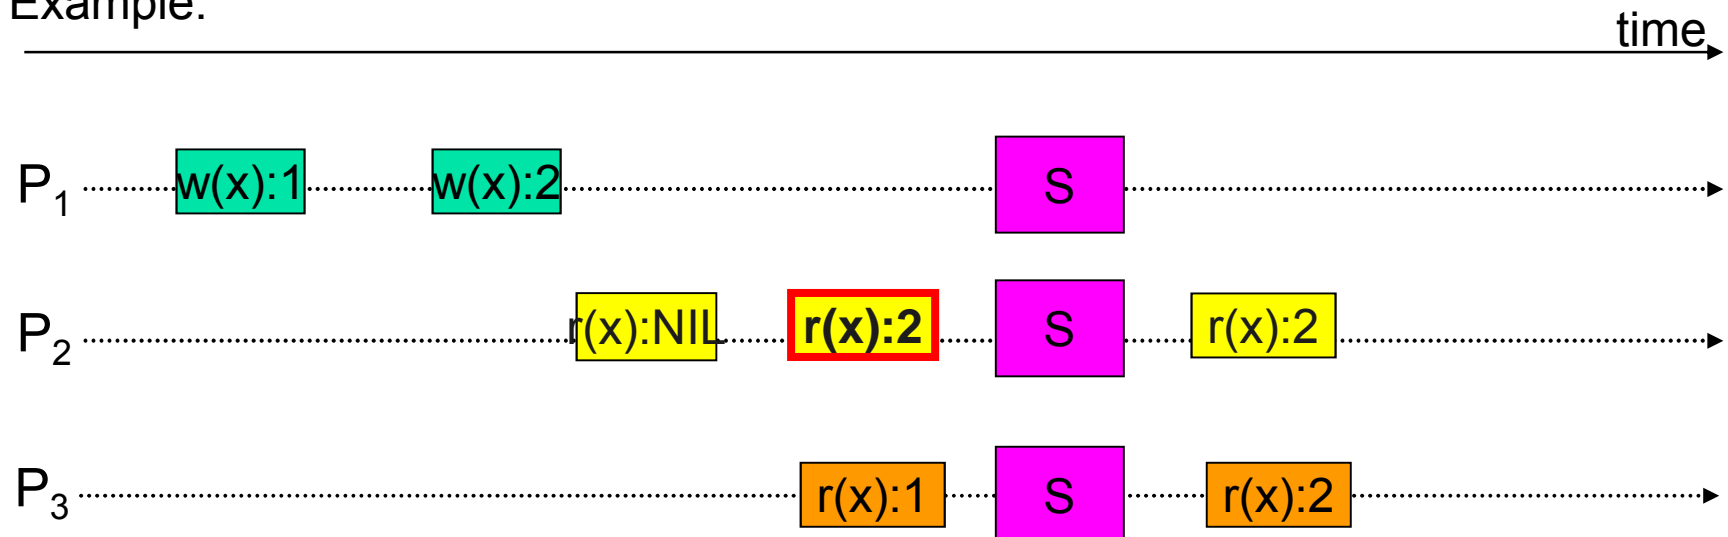 Example:
time
P1 w(x):1 w(x):2 S
P2 r(x):NIL r(x):2 S r(x):2
P3 r(x):1 S r(x):2